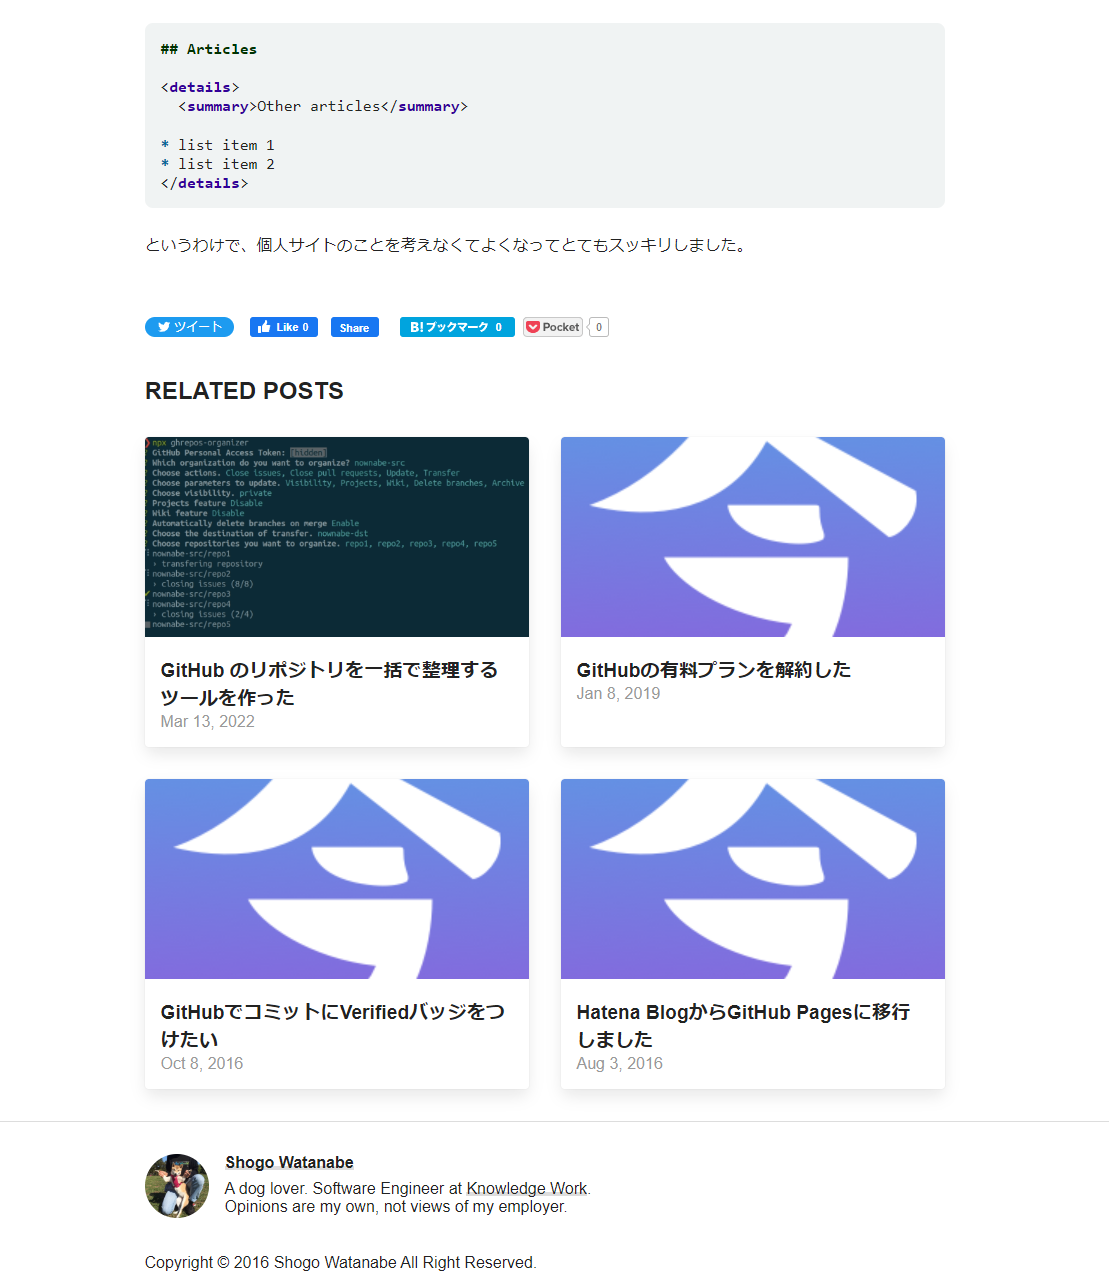 ## Articles
<details>
<summary>Other articles</summary>
* list item 1
* list item 2
</details>
というわけで、個人サイトのことを考えなくてよくなってとてもスッキリしました。
ツイート Like 0 Share B!ブックマーク 0 Pocket 0
RELATED POSTS
❯ npx ghrepos-organizer
? GitHub Personal Access Token: [hidden]
? Which organization do you want to organize? nownabe-src
? Choose actions. Close issues, Close pull requests, Update, Transfer
? Choose parameters to update. Visibility, Projects, Wiki, Delete branches, Archive
? Choose visibility. private
? Projects feature Disable
? Wiki feature Disable
? Automatically delete branches on merge Enable
? Choose the destination of transfer. nownabe-dst
? Choose repositories you want to organize. repo1, repo2, repo3, repo4, repo5
nownabe-src/repo1
› transfering repository
nownabe-src/repo2
› closing issues (8/8)
✔ nownabe-src/repo3
nownabe-src/repo4
› closing issues (2/4)
nownabe-src/repo5
GitHub のリポジトリを一括で整理する
ツールを作った
Mar 13, 2022
GitHubの有料プランを解約した
Jan 8, 2019
GitHubでコミットにVerifiedバッジをつ
けたい
Oct 8, 2016
Hatena BlogからGitHub Pagesに移行
しました
Aug 3, 2016
Shogo Watanabe
A dog lover. Software Engineer at Knowledge Work.
Opinions are my own, not views of my employer.
Copyright © 2016 Shogo Watanabe All Right Reserved.